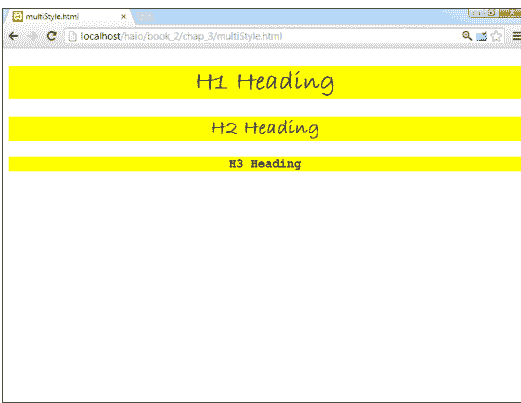 multiStyle.html
localhost/haio/book_2/chap_3/multiStyle.html
H1 Heading
H2 Heading
H3 Heading